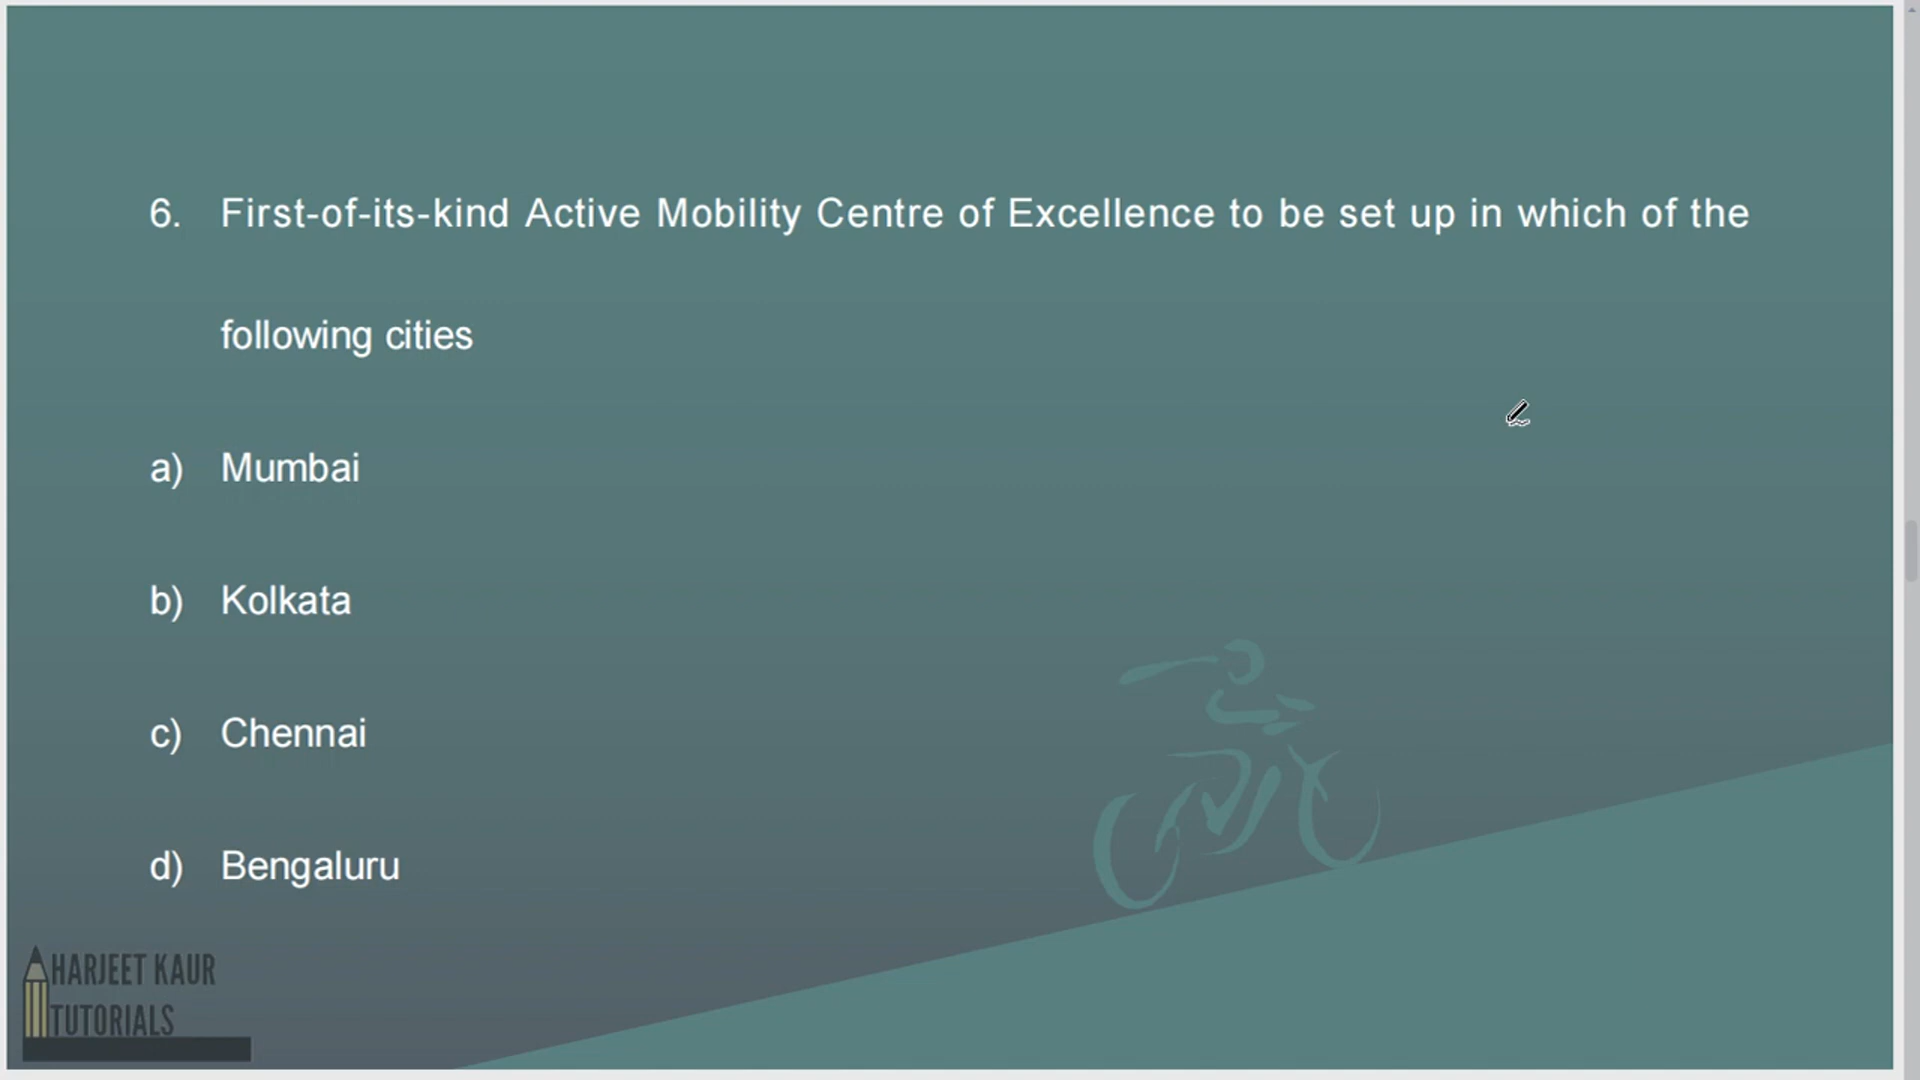 6. First-of-its-kind Active Mobility Centre of Excellence to be set up in which of the
following cities
a) Mumbai
b) Kolkata
c) Chennai
d) Bengaluru
HARJEET KAUR
TUTORIALS